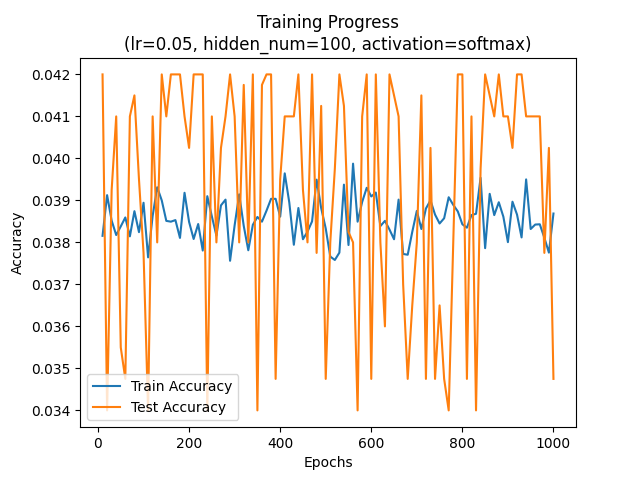 Training Progress
(lr=0.05, hidden_num=100, activation=softmax)
Accuracy
0.042
0.041
0.040
0.039
0.038
0.037
0.036
0.035
0.034
Train Accuracy
Test Accuracy
0 200 400 600 800 1000
Epochs